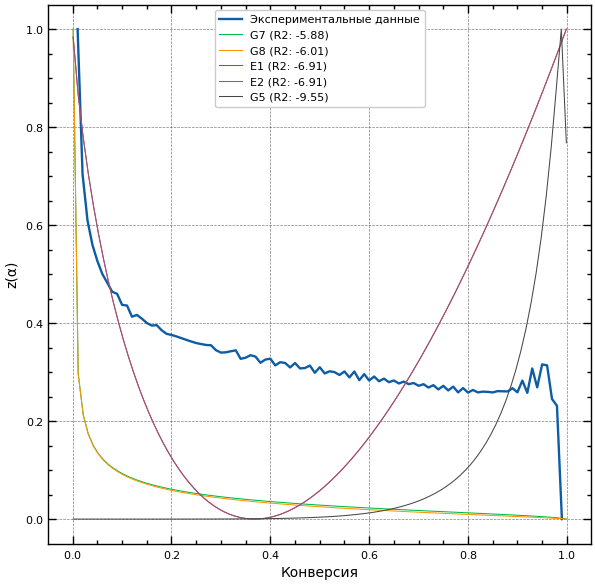 Экспериментальные данные
G7 (R2: -5.88)
G8 (R2: -6.01)
E1 (R2: -6.91)
E2 (R2: -6.91)
G5 (R2: -9.55)
1.0
0.8
0.6
0.4
0.2
0.0
z(α)
0.0 0.2 0.4 0.6 0.8 1.0
Конверсия